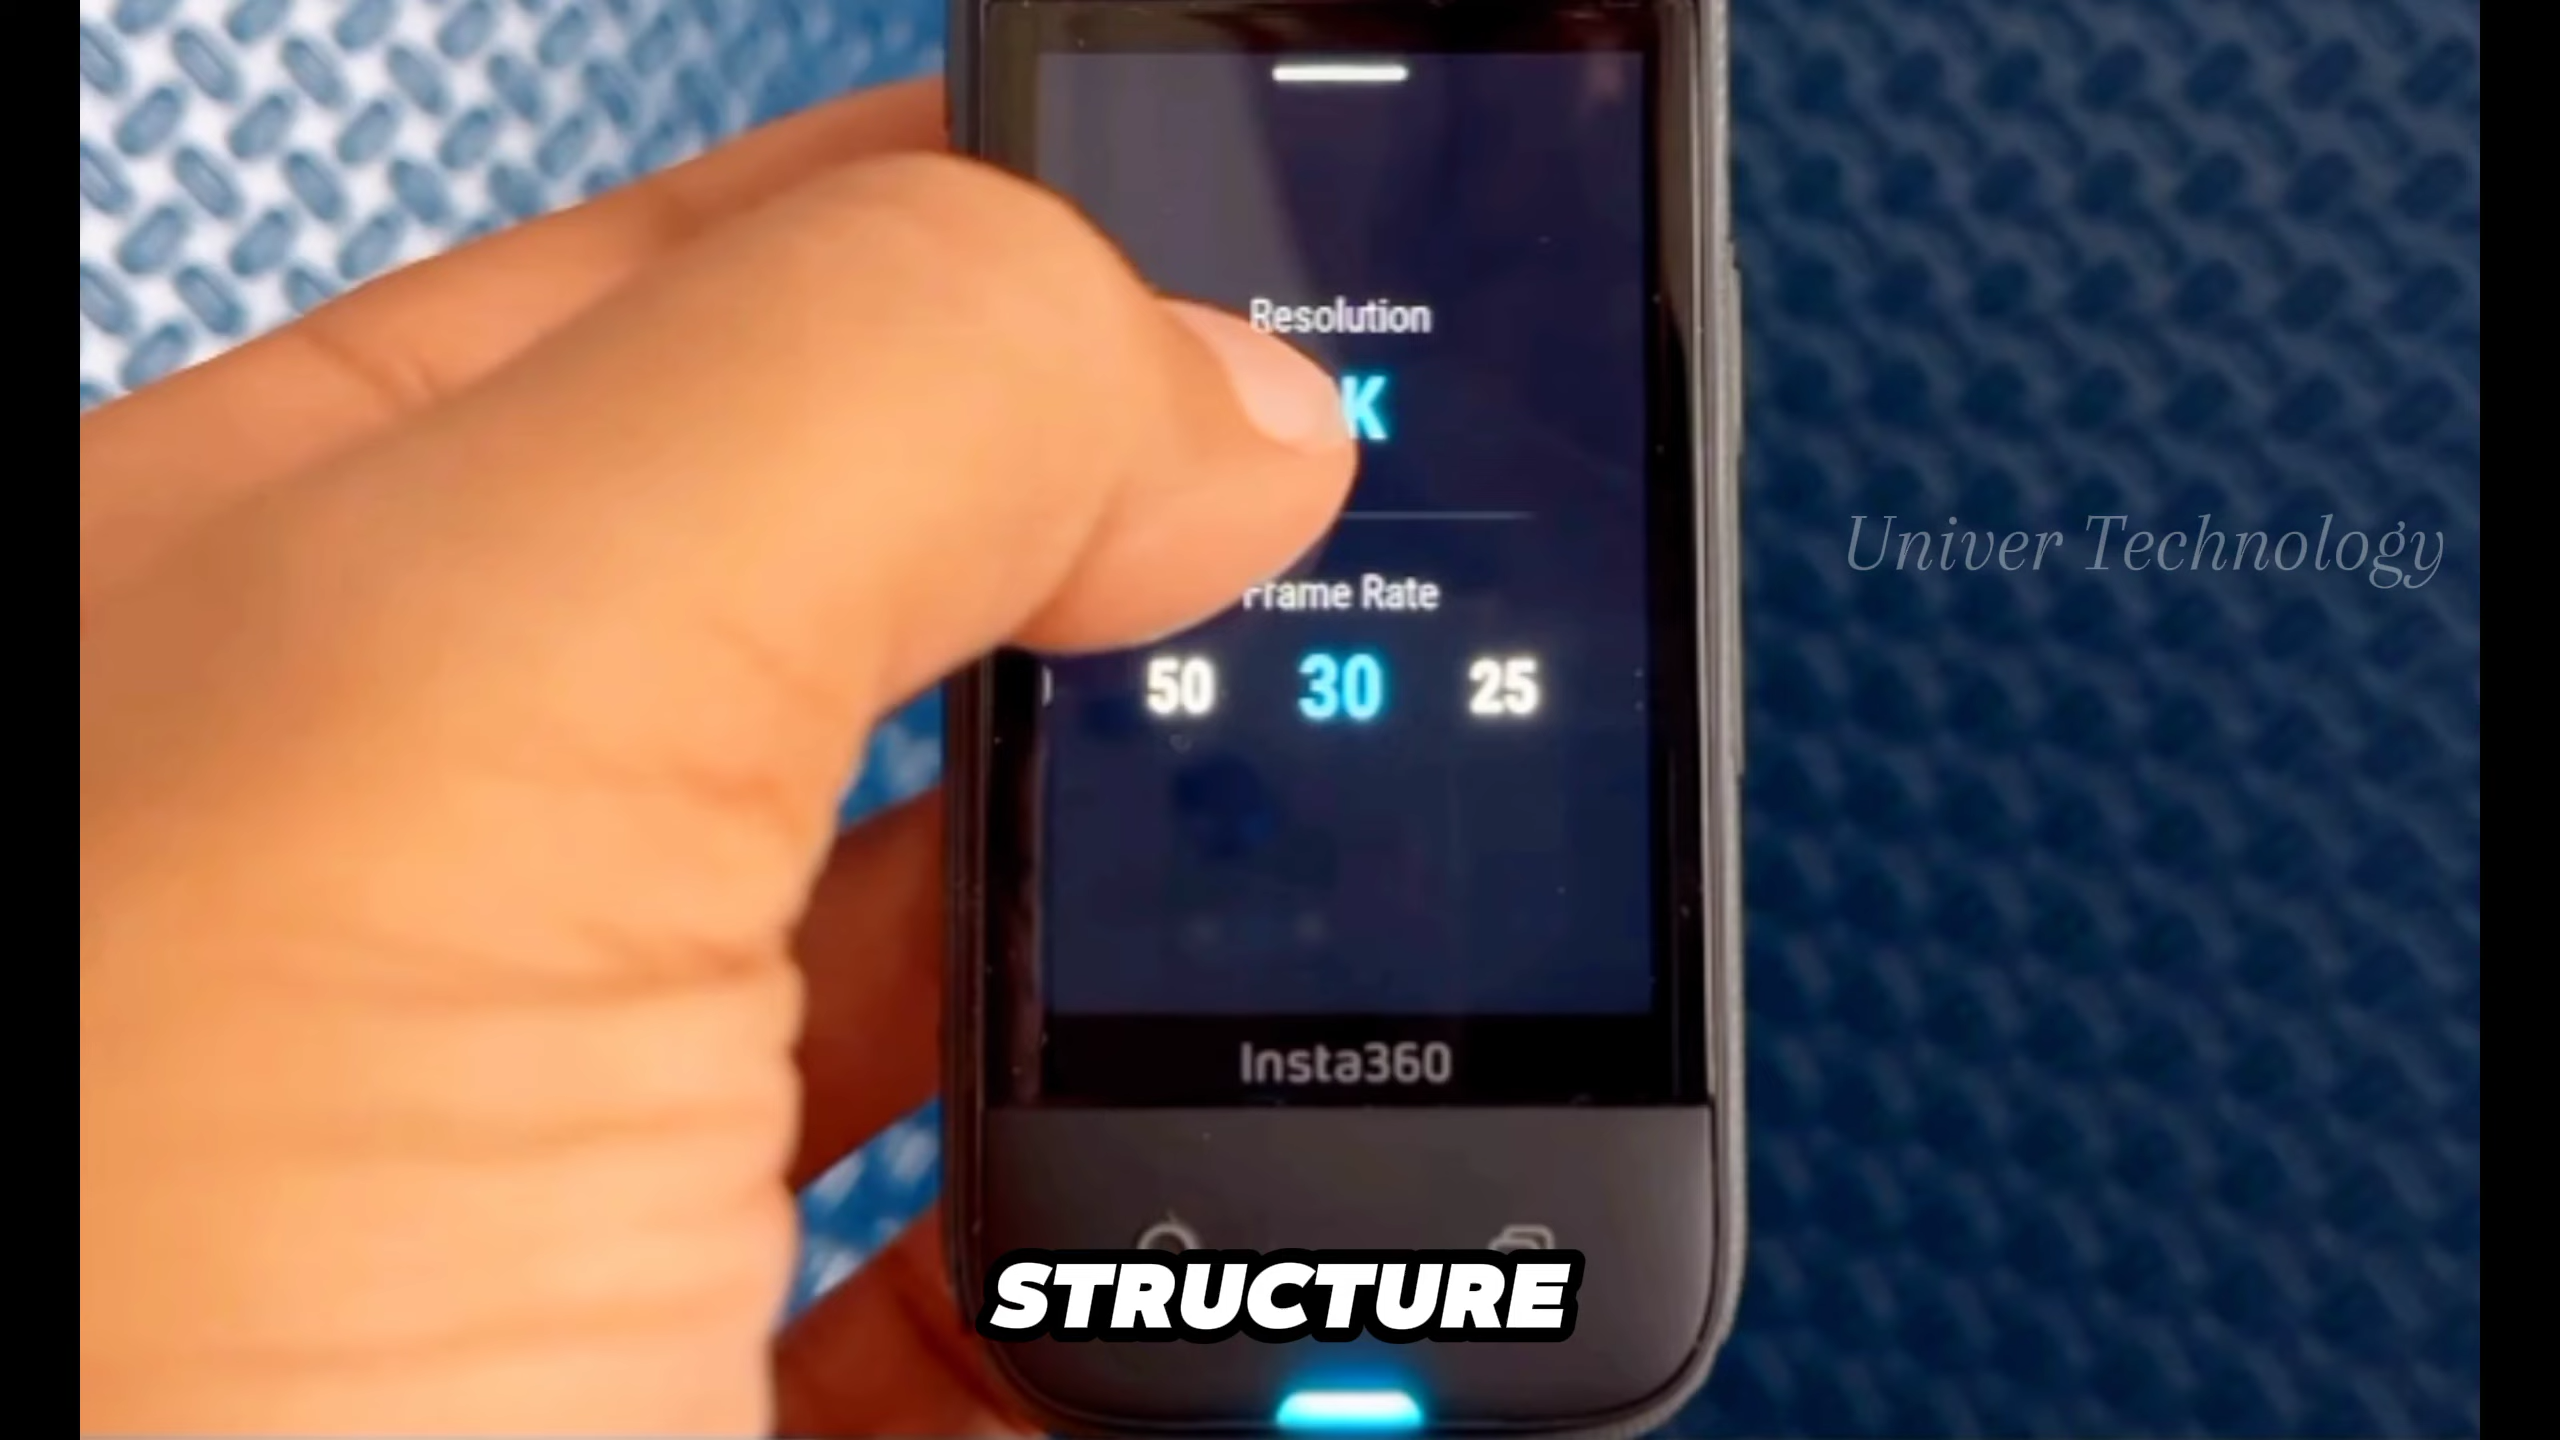 Resolution
K
Frame Rate
50 30 25
Univer Technology
Insta360
STRUCTURE